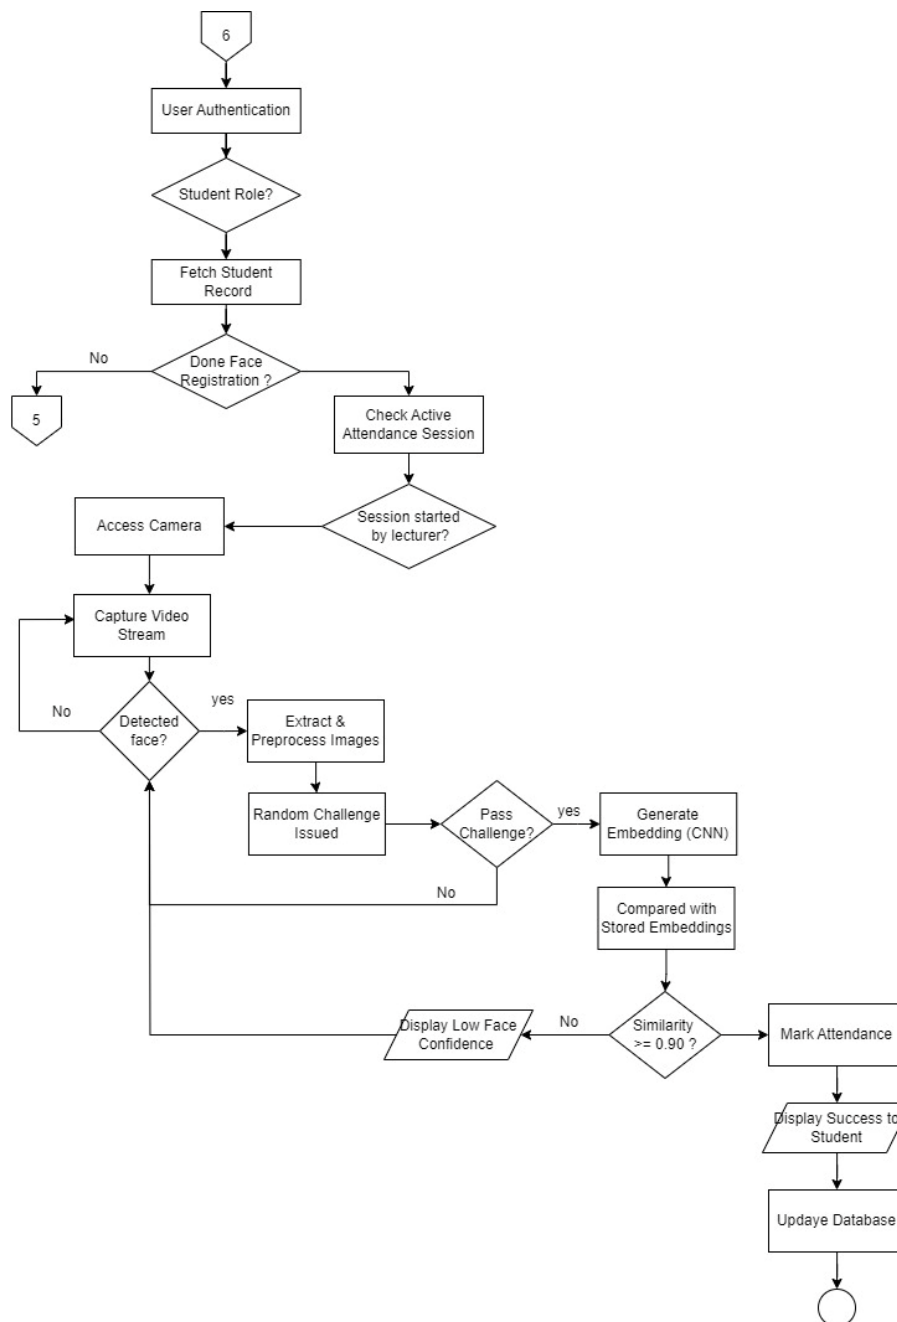 6
User Authentication
Student Role?
Fetch Student
Record
No
Done Face
Registration ?
5
Check Active
Attendance Session
Access Camera
Session started
by lecturer?
Capture Video
Stream
No
Detected
face?
yes
Extract &
Preprocess Images
Random Challenge
Issued
Pass
Challenge?
yes
Generate
Embedding (CNN)
No
Compared with
Stored Embeddings
Display Low Face
Confidence
No
Similarity
>= 0.90 ?
Mark Attendance
Display Success to
Student
Updaye Database